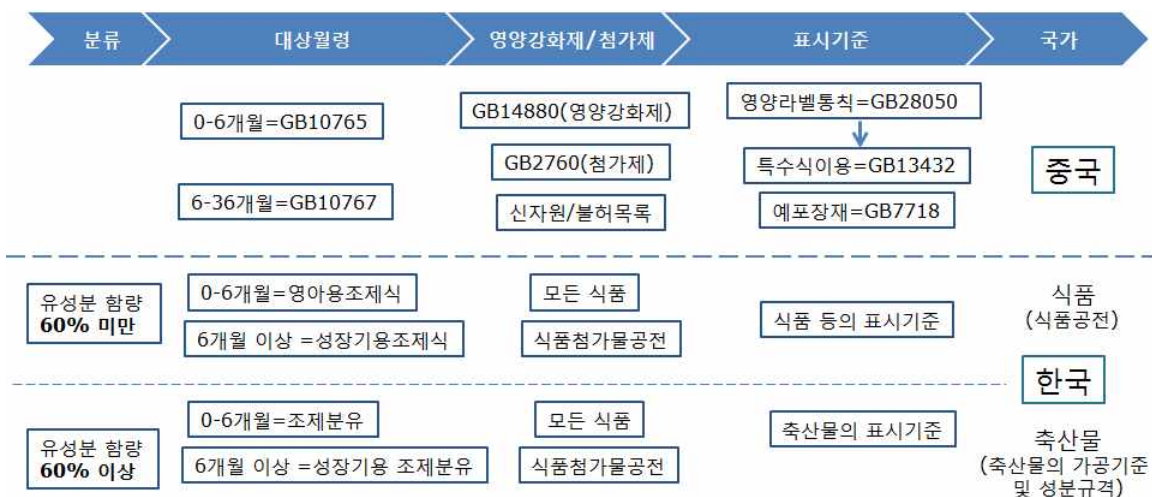 분류
대상월령
영양강화제/첨가제
표시기준
국가
0-6개월=GB10765
6-36개월=GB10767
GB14880(영양강화제)
GB2760(첨가제)
신자원/불허목록
영양라벨통칙=GB28050
특수식이용=GB13432
예포장재=GB7718
중국
유성분 함량
60% 미만
0-6개월=영아용조제식
6개월 이상 =성장기용조제식
모든 식품
식품첨가물공전
식품 등의 표시기준
식품
(식품공전)
한국
유성분 함량
60% 이상
0-6개월=조제분유
6개월 이상 =성장기용 조제분유
모든 식품
식품첨가물공전
축산물의 표시기준
축산물
(축산물의 가공기준
및 성분규격)